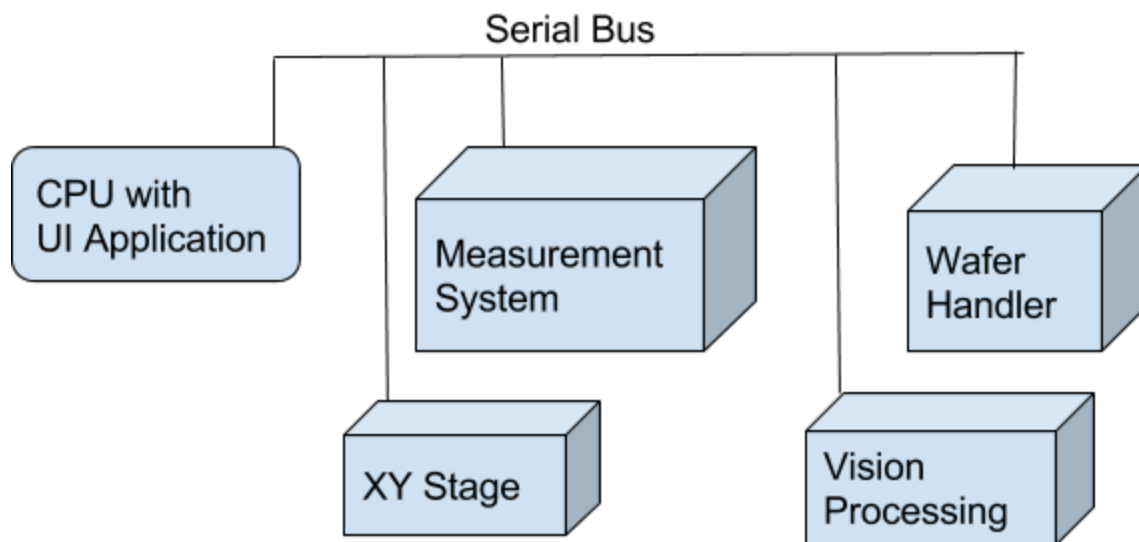 Serial Bus
CPU with
UI Application
Measurement
System
Wafer
Handler
XY Stage
Vision
Processing